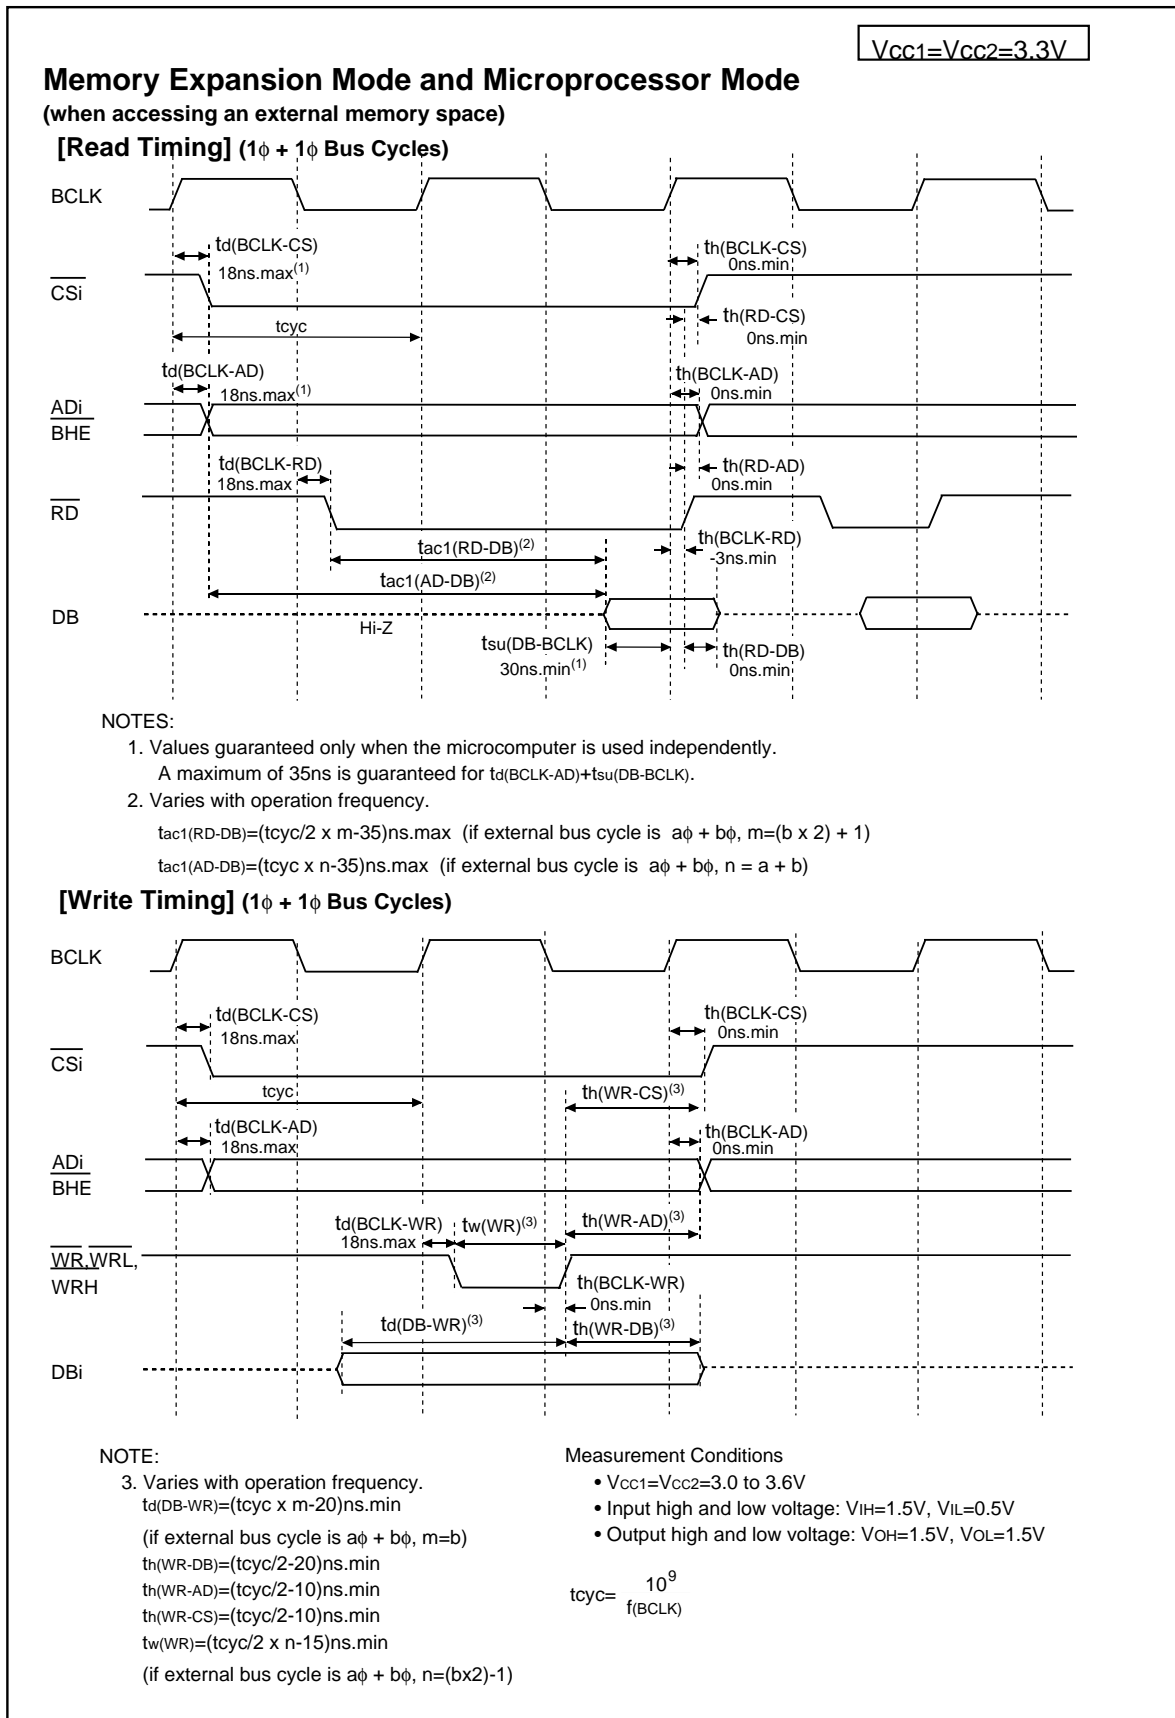 Vcc1=Vcc2=3.3V
Memory Expansion Mode and Microprocessor Mode
(when accessing an external memory space)
[Read Timing] (1ϕ + 1ϕ Bus Cycles)
BCLK
td(BCLK-CS)
18ns.max(1)
th(BCLK-CS)
0ns.min
CSi
tcyc
th(RD-CS)
0ns.min
td(BCLK-AD)
18ns.max(1)
th(BCLK-AD)
0ns.min
ADi
BHE
td(BCLK-RD)
18ns.max
th(RD-AD)
0ns.min
RD
tac1(RD-DB)(2)
th(BCLK-RD)
-3ns.min
tac1(AD-DB)(2)
DB
Hi-Z
tsu(DB-BCLK)
30ns.min(1)
th(RD-DB)
0ns.min
NOTES:
1. Values guaranteed only when the microcomputer is used independently.
A maximum of 35ns is guaranteed for td(BCLK-AD)+tsu(DB-BCLK).
2. Varies with operation frequency.
tac1(RD-DB)=(tcyc/2 x m-35)ns.max (if external bus cycle is aϕ + bϕ, m=(b x 2) + 1)
tac1(AD-DB)=(tcyc x n-35)ns.max (if external bus cycle is aϕ + bϕ, n = a + b)
[Write Timing] (1ϕ + 1ϕ Bus Cycles)
BCLK
td(BCLK-CS)
18ns.max
th(BCLK-CS)
0ns.min
CSi
tcyc
th(WR-CS)(3)
td(BCLK-AD)
18ns.max
th(BCLK-AD)
0ns.min
ADi
BHE
td(BCLK-WR)
18ns.max
tw(WR)(3)
th(WR-AD)(3)
WR,WRL,
WRH
th(BCLK-WR)
0ns.min
td(DB-WR)(3)
th(WR-DB)(3)
DBi
NOTE:
3. Varies with operation frequency.
td(DB-WR)=(tcyc x m-20)ns.min
(if external bus cycle is aϕ + bϕ, m=b)
th(WR-DB)=(tcyc/2-20)ns.min
th(WR-AD)=(tcyc/2-10)ns.min
th(WR-CS)=(tcyc/2-10)ns.min
tw(WR)=(tcyc/2 x n-15)ns.min
(if external bus cycle is aϕ + bϕ, n=(bx2)-1)
Measurement Conditions
• VCC1=VCC2=3.0 to 3.6V
• Input high and low voltage: VIH=1.5V, VIL=0.5V
• Output high and low voltage: VOH=1.5V, VOL=1.5V
tcyc= 10^9
f(BCLK)